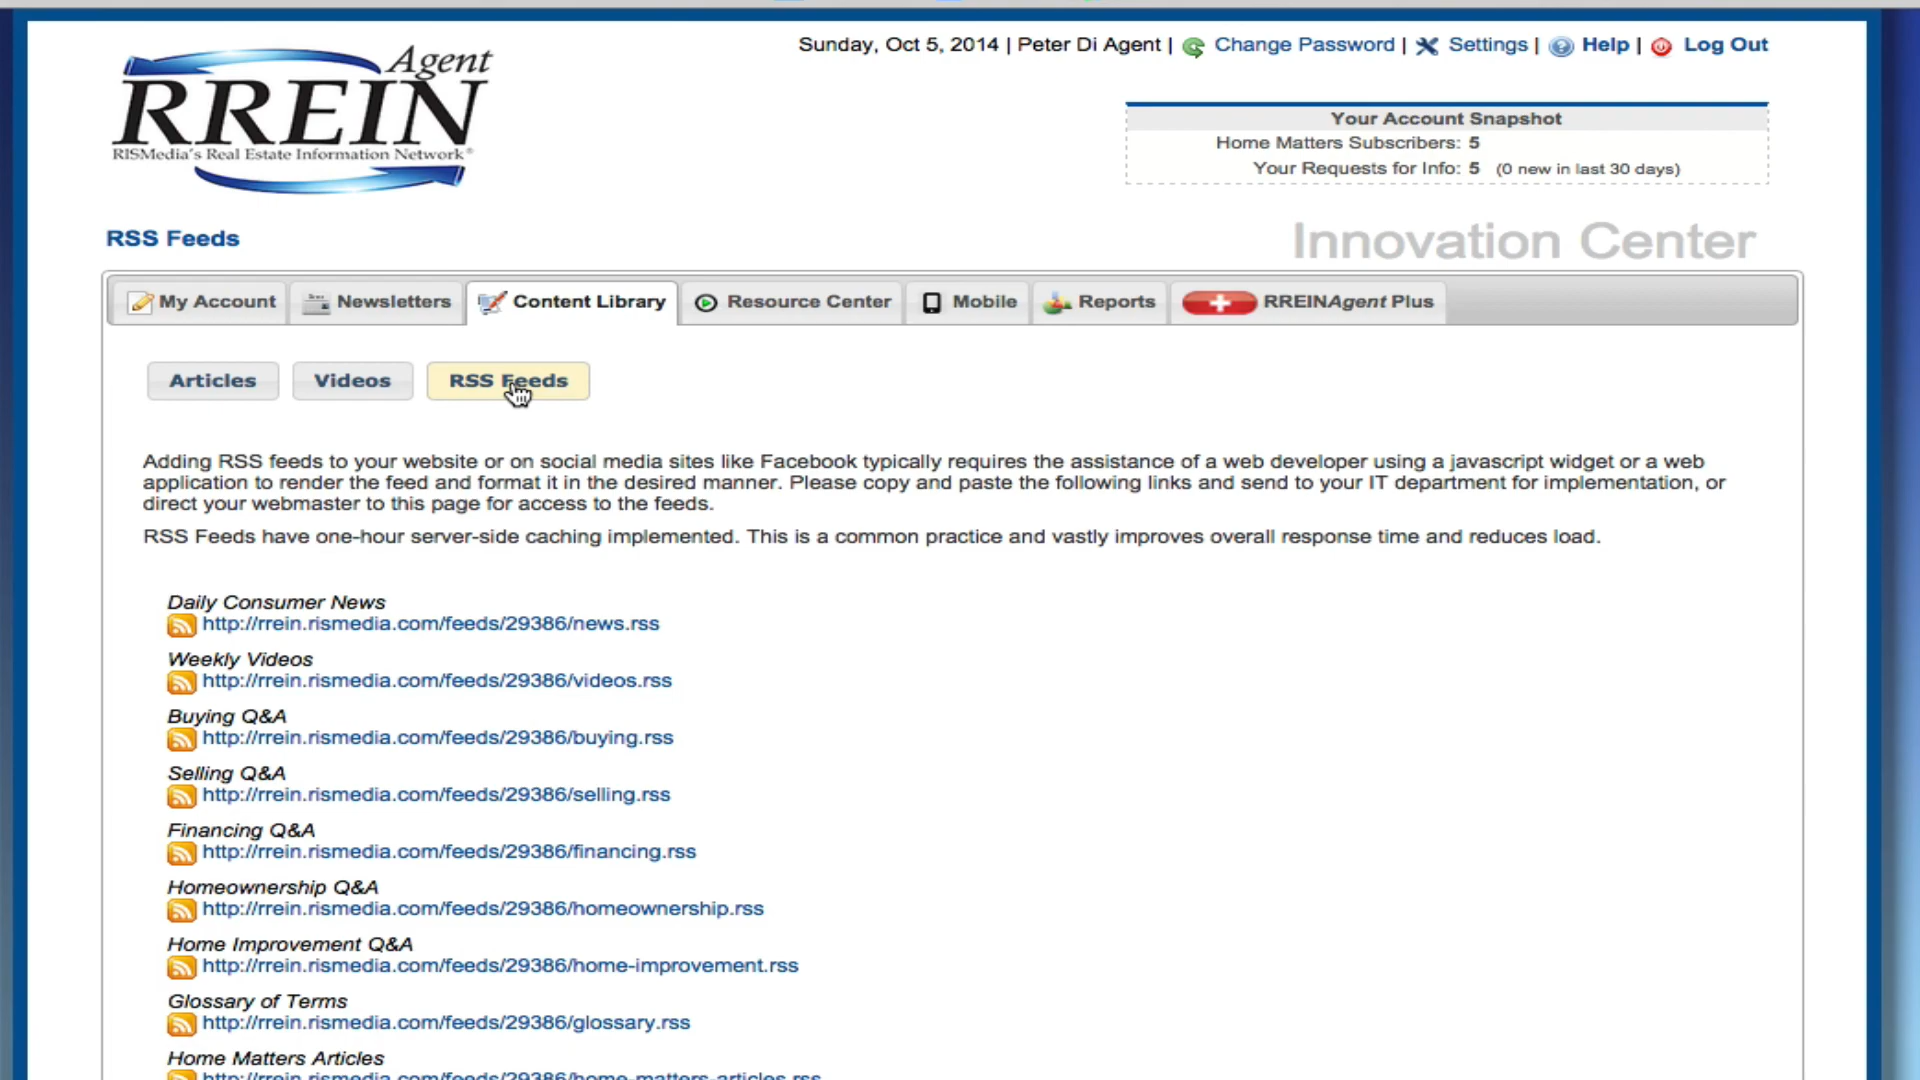 Sunday, Oct 5, 2014 | Peter Di Agent | Change Password | Settings | Help | Log Out
Agent
RREIN
RISMedia's Real Estate Information Network®
Your Account Snapshot
Home Matters Subscribers: 5
Your Requests for Info: 5 (0 new in last 30 days)
RSS Feeds
Innovation Center
My Account Newsletters Content Library Resource Center Mobile Reports RREINAgent Plus
Articles Videos RSS Feeds
Adding RSS feeds to your website or on social media sites like Facebook typically requires the assistance of a web developer using a javascript widget or a web
application to render the feed and format it in the desired manner. Please copy and paste the following links and send to your IT department for implementation, or
direct your webmaster to this page for access to the feeds.
RSS Feeds have one-hour server-side caching implemented. This is a common practice and vastly improves overall response time and reduces load.
Daily Consumer News
http://rrein.rismedia.com/feeds/29386/news.rss
Weekly Videos
http://rrein.rismedia.com/feeds/29386/videos.rss
Buying Q&A
http://rrein.rismedia.com/feeds/29386/buying.rss
Selling Q&A
http://rrein.rismedia.com/feeds/29386/selling.rss
Financing Q&A
http://rrein.rismedia.com/feeds/29386/financing.rss
Homeownership Q&A
http://rrein.rismedia.com/feeds/29386/homeownership.rss
Home Improvement Q&A
http://rrein.rismedia.com/feeds/29386/home-improvement.rss
Glossary of Terms
http://rrein.rismedia.com/feeds/29386/glossary.rss
Home Matters Articles
http://rrein.rismedia.com/feeds/29386/home-matters-articles.rss